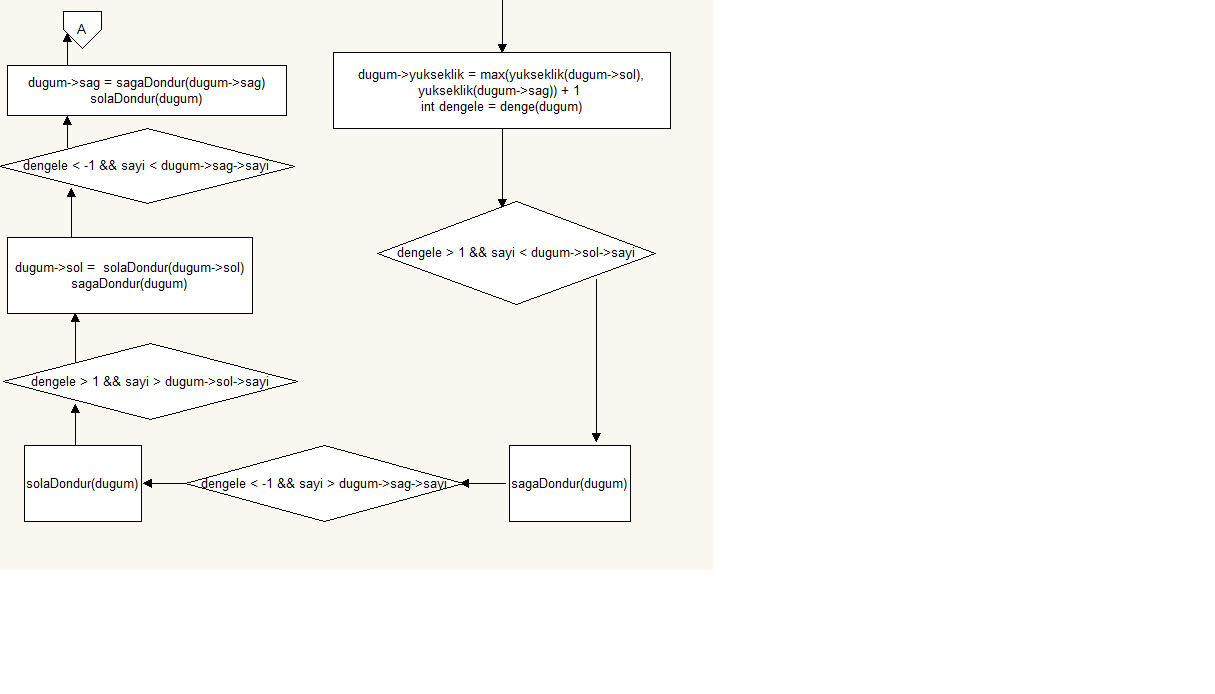 A
dugum->sag = sagaDondur(dugum->sag)
solaDondur(dugum)
dengele < -1 && sayi < dugum->sag->sayi
dugum->sol =  solaDondur(dugum->sol)
sagaDondur(dugum)
dengele > 1 && sayi > dugum->sol->sayi
solaDondur(dugum)
dengele < -1 && sayi > dugum->sag->sayı
sagaDondur(dugum)
dugum->yukseklik = max(yukseklik(dugum->sol),
yukseklik(dugum->sag)) + 1
int dengele = denge(dugum)
dengele > 1 && sayi < dugum->sol->sayi